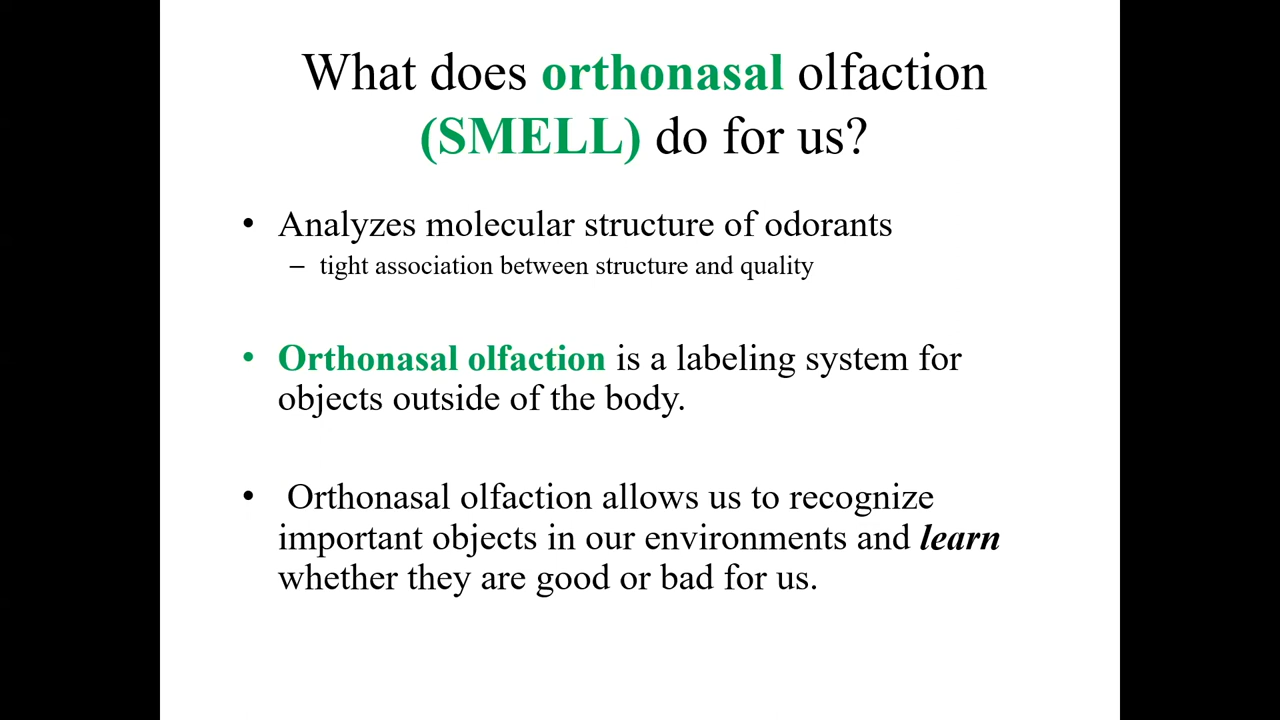 What does orthonasal olfaction
(SMELL) do for us?
• Analyzes molecular structure of odorants
– tight association between structure and quality
• Orthonasal olfaction is a labeling system for
objects outside of the body.
• Orthonasal olfaction allows us to recognize
important objects in our environments and learn
whether they are good or bad for us.